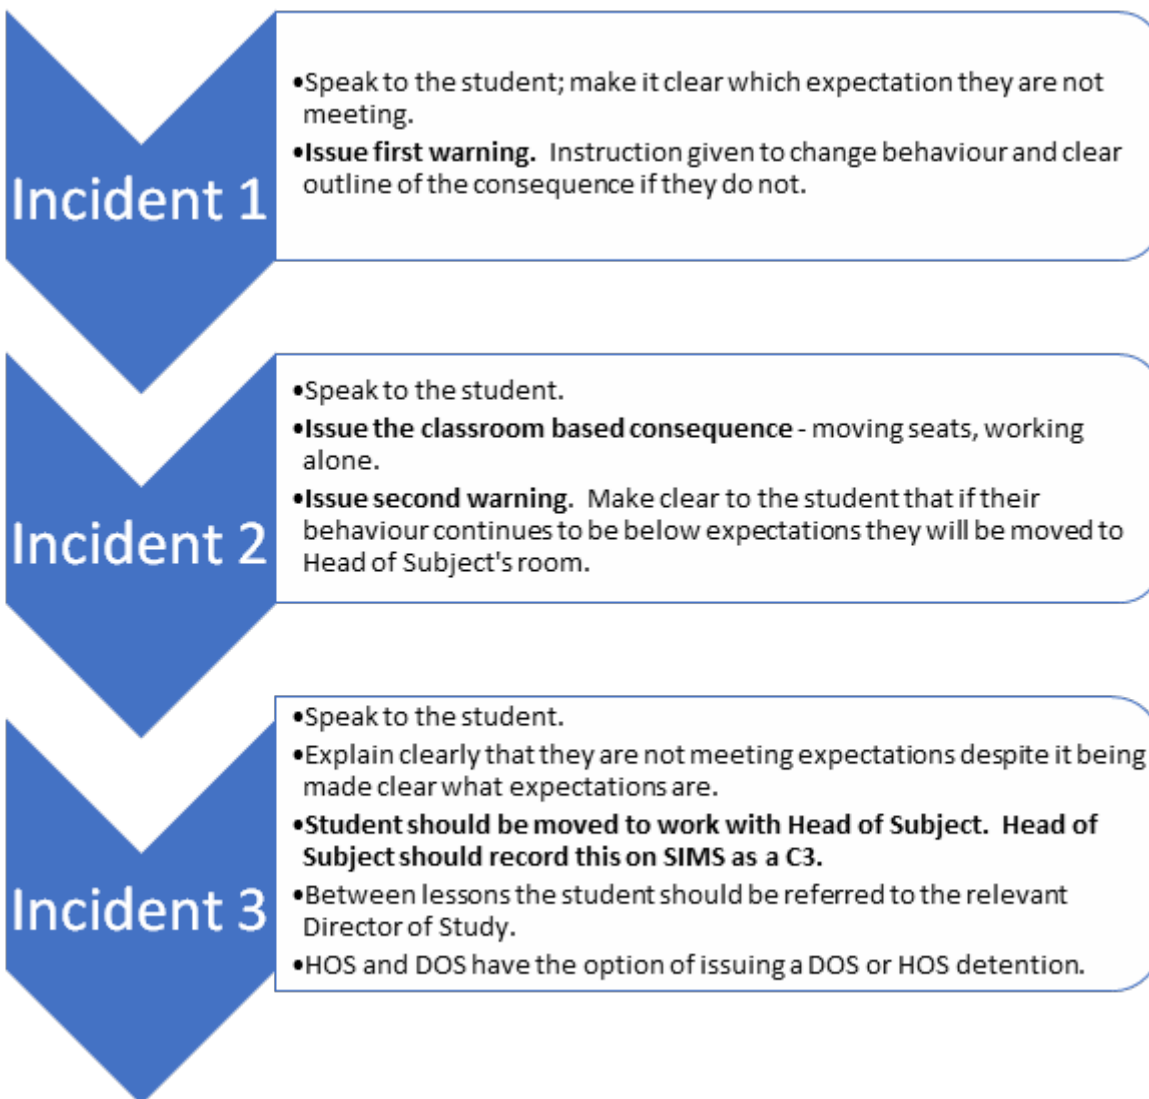 •Speak to the student; make it clear which expectation they are not
meeting.
•Issue first warning.  Instruction given to change behaviour and clear
outline of the consequence if they do not.
Incident 1
•Speak to the student.
•Issue the classroom based consequence - moving seats, working
alone.
•Issue second warning.  Make clear to the student that if their
behaviour continues to be below expectations they will be moved to
Head of Subject's room.
Incident 2
•Speak to the student.
•Explain clearly that they are not meeting expectations despite it being
made clear what expectations are.
•Student should be moved to work with Head of Subject.  Head of
Subject should record this on SIMS as a C3.
•Between lessons the student should be referred to the relevant
Director of Study.
•HOS and DOS have the option of issuing a DOS or HOS detention.
Incident 3